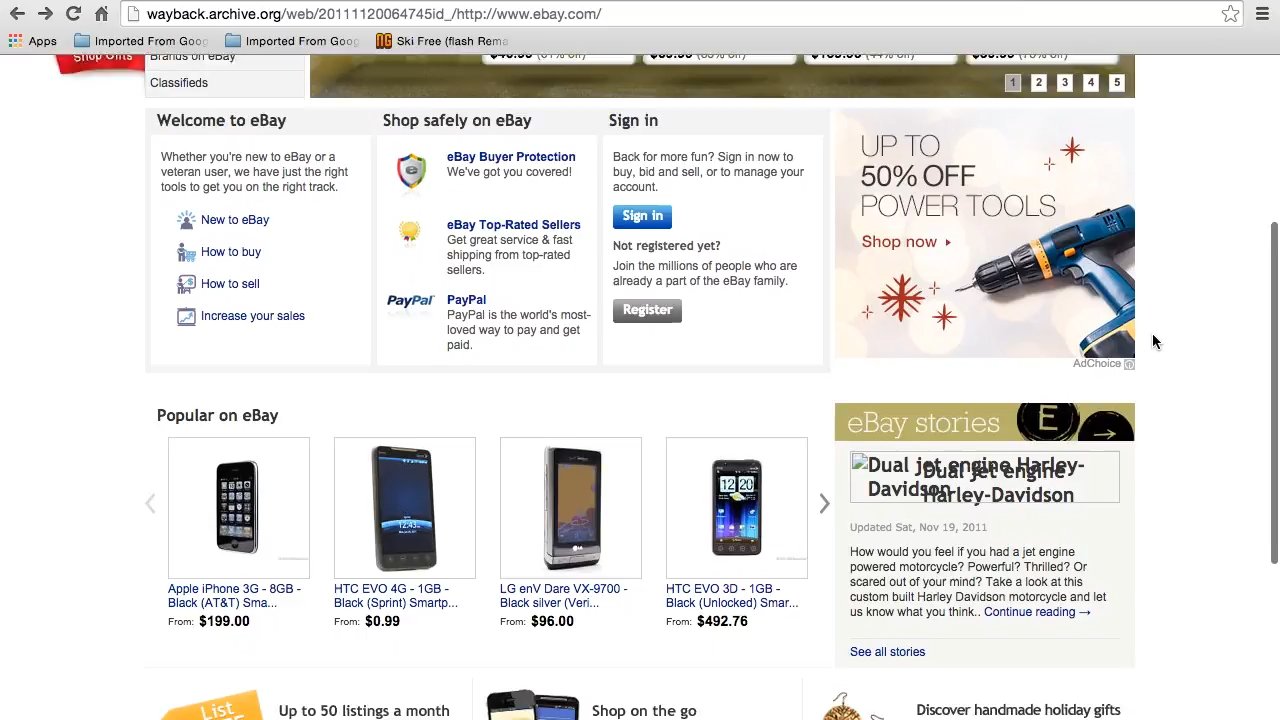 wayback.archive.org/web/20111120064745id_/http://www.ebay.com/
Apps Imported From Goo Imported From Goo Ski Free (flash Rema
Shop Gifts
Brands on eBay
Classifieds
1 2 3 4 5
Welcome to eBay
Whether you're new to eBay or a
veteran user, we have just the right
tools to get you on the right track.
New to eBay
How to buy
How to sell
Increase your sales
Shop safely on eBay
eBay Buyer Protection
We've got you covered!
eBay Top-Rated Sellers
Get great service & fast
shipping from top-rated
sellers.
PayPal
PayPal
PayPal is the world's most-
loved way to pay and get
paid.
Sign in
Back for more fun? Sign in now to
buy, bid and sell, or to manage your
account.
Sign in
Not registered yet?
Join the millions of people who are
already a part of the eBay family.
Register
UP TO
50% OFF
POWER TOOLS
Shop now
AdChoice
Popular on eBay
Apple iPhone 3G - 8GB -
Black (AT&T) Sma...
From: $199.00
HTC EVO 4G - 1GB -
Black (Sprint) Smartp...
From: $0.99
LG enV Dare VX-9700 -
Black silver (Veri...
From: $96.00
HTC EVO 3D - 1GB -
Black (Unlocked) Smar...
From: $492.76
eBay stories
E
Dual jet engine Harley-
Davidson
Dual jet engine
Harley-Davidson
Updated Sat, Nov 19, 2011
How would you feel if you had a jet engine
powered motorcycle? Powerful? Thrilled? Or
scared out of your mind? Take a look at this
custom built Harley Davidson motorcycle and let
us know what you think.. Continue reading →
See all stories
List
Up to 50 listings a month
Shop on the go
Discover handmade holiday gifts